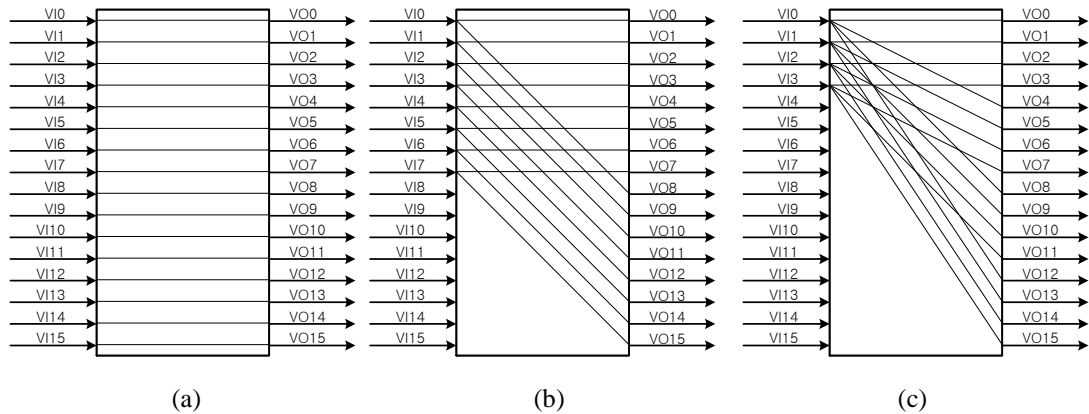 VI0 VO0 VI0 VO0 VI0 VO0
VI1 VO1 VI1 VO1 VI1 VO1
VI2 VO2 VI2 VO2 VI2 VO2
VI3 VO3 VI3 VO3 VI3 VO3
VI4 VO4 VI4 VO4 VI4 VO4
VI5 VO5 VI5 VO5 VI5 VO5
VI6 VO6 VI6 VO6 VI6 VO6
VI7 VO7 VI7 VO7 VI7 VO7
VI8 VO8 VI8 VO8 VI8 VO8
VI9 VO9 VI9 VO9 VI9 VO9
VI10 VO10 VI10 VO10 VI10 VO10
VI11 VO11 VI11 VO11 VI11 VO11
VI12 VO12 VI12 VO12 VI12 VO12
VI13 VO13 VI13 VO13 VI13 VO13
VI14 VO14 VI14 VO14 VI14 VO14
VI15 VO15 VI15 VO15 VI15 VO15
(a) (b) (c)